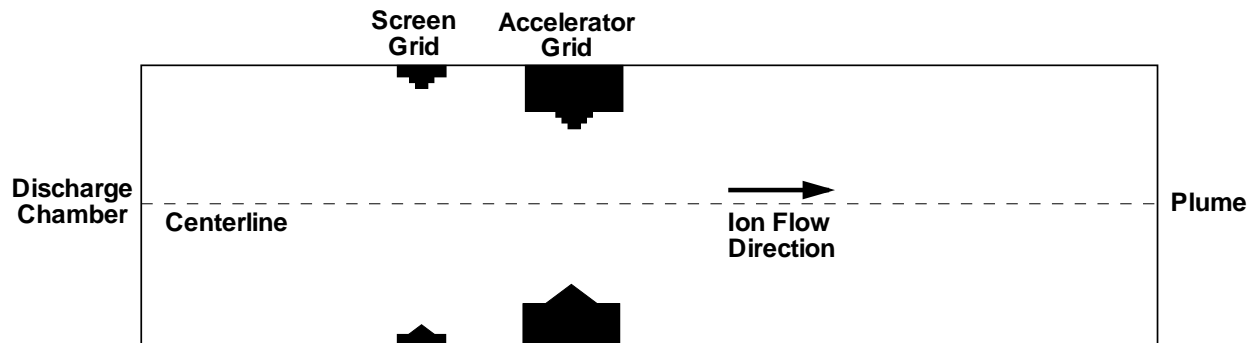 Screen
Grid
Accelerator
Grid
Discharge
Chamber
Centerline
Ion Flow
Direction
Plume